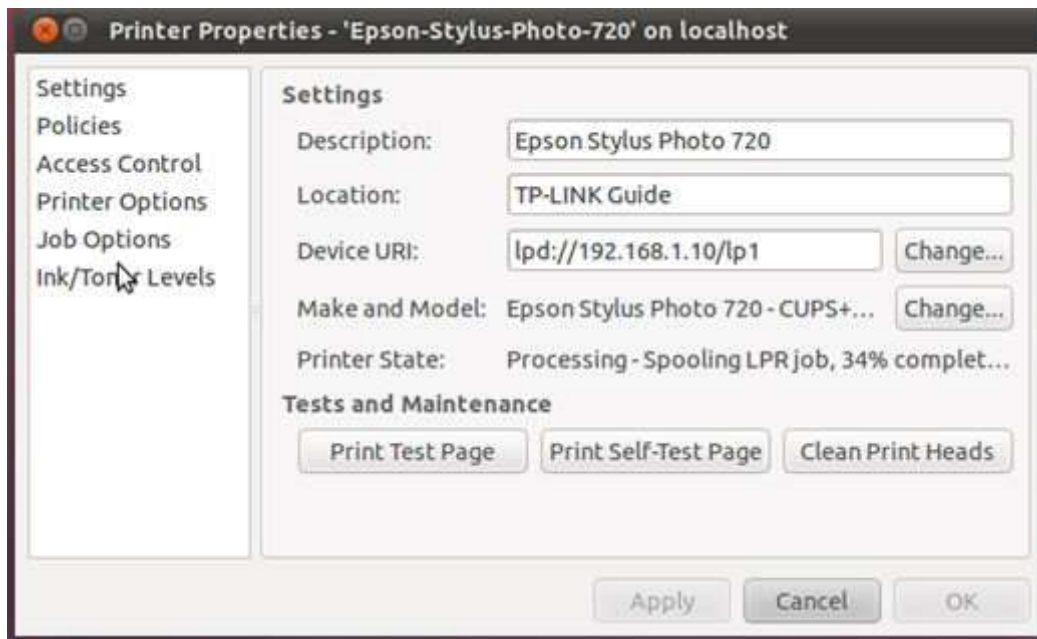 Printer Properties - 'Epson-Stylus-Photo-720' on localhost
Settings
Policies
Access Control
Printer Options
Job Options
Ink/Toner Levels
Settings
Description: Epson Stylus Photo 720
Location: TP-LINK Guide
Device URI: lpd://192.168.1.10/lp1 Change...
Make and Model: Epson Stylus Photo 720 - CUPS+... Change...
Printer State: Processing - Spooling LPR job, 34% complet...
Tests and Maintenance
Print Test Page Print Self-Test Page Clean Print Heads
Apply Cancel OK